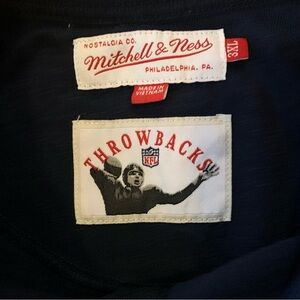 NOSTALGIA CO.
Mitchell & Ness
PHILADELPHIA, PA.
3XL
MADE IN
VIETNAM
THROWBACKS
NFL